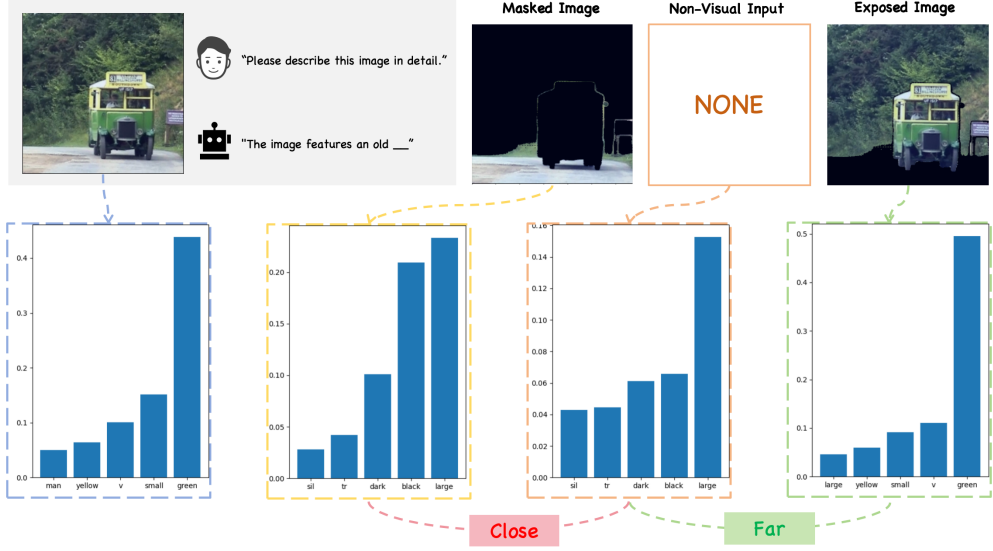 Masked Image
Non-Visual Input
Exposed Image
“Please describe this image in detail.”
"The image features an old __”
NONE
0.4
0.3
0.2
0.1
0.0
man yellow v small green
0.20
0.15
0.10
0.05
0.00
sil tr dark black large
0.16
0.14
0.12
0.10
0.08
0.06
0.04
0.02
0.00
sil tr dark black large
0.5
0.4
0.3
0.2
0.1
0.0
large yellow small v green
Close
Far